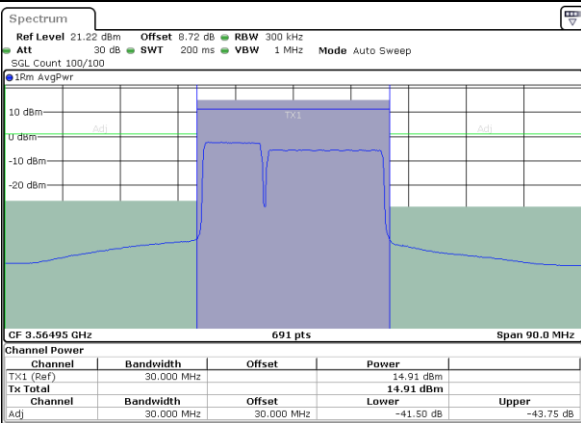 Spectrum
Ref Level 21.22 dBm Offset 8.72 dB RBW 300 kHz
Att 30 dB SWT 200 ms VBW 1 MHz Mode Auto Sweep
SGL Count 100/100
1Rm AvgPwr
10 dBm
TX1
Adj Adj
0 dBm
-10 dBm
-20 dBm
CF 3.56495 GHz 691 pts Span 90.0 MHz
Channel Power
Channel Bandwidth Offset Power
TX1 (Ref) 30.000 MHz 14.91 dBm
Tx Total 14.91 dBm
Channel Bandwidth Offset Lower Upper
Adj 30.000 MHz 30.000 MHz -41.50 dB -43.75 dB